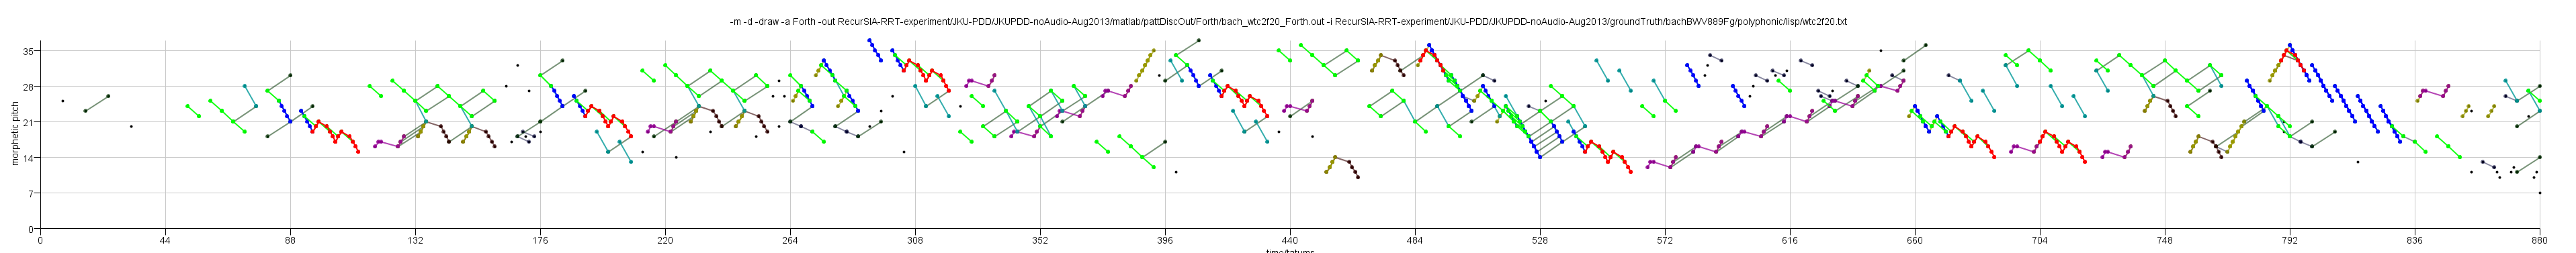 -m -d -draw -a Forth -out RecurSIA-RRT-experiment/JKU-PDD/JKUPDD-noAudio-Aug2013/matlab/pattDiscOut/Forth/bach_wtc2f20_Forth.out -i RecurSIA-RRT-experiment/JKU-PDD/JKUPDD-noAudio-Aug2013/groundTruth/bachBWV889Fg/polyphonic/lisp/wtc2f20.txt
morphetic pitch
35
28
21
14
7
0
0 44 88 132 176 220 264 308 352 396 440 484 528 572 616 660 704 748 792 836 880
time/tatums